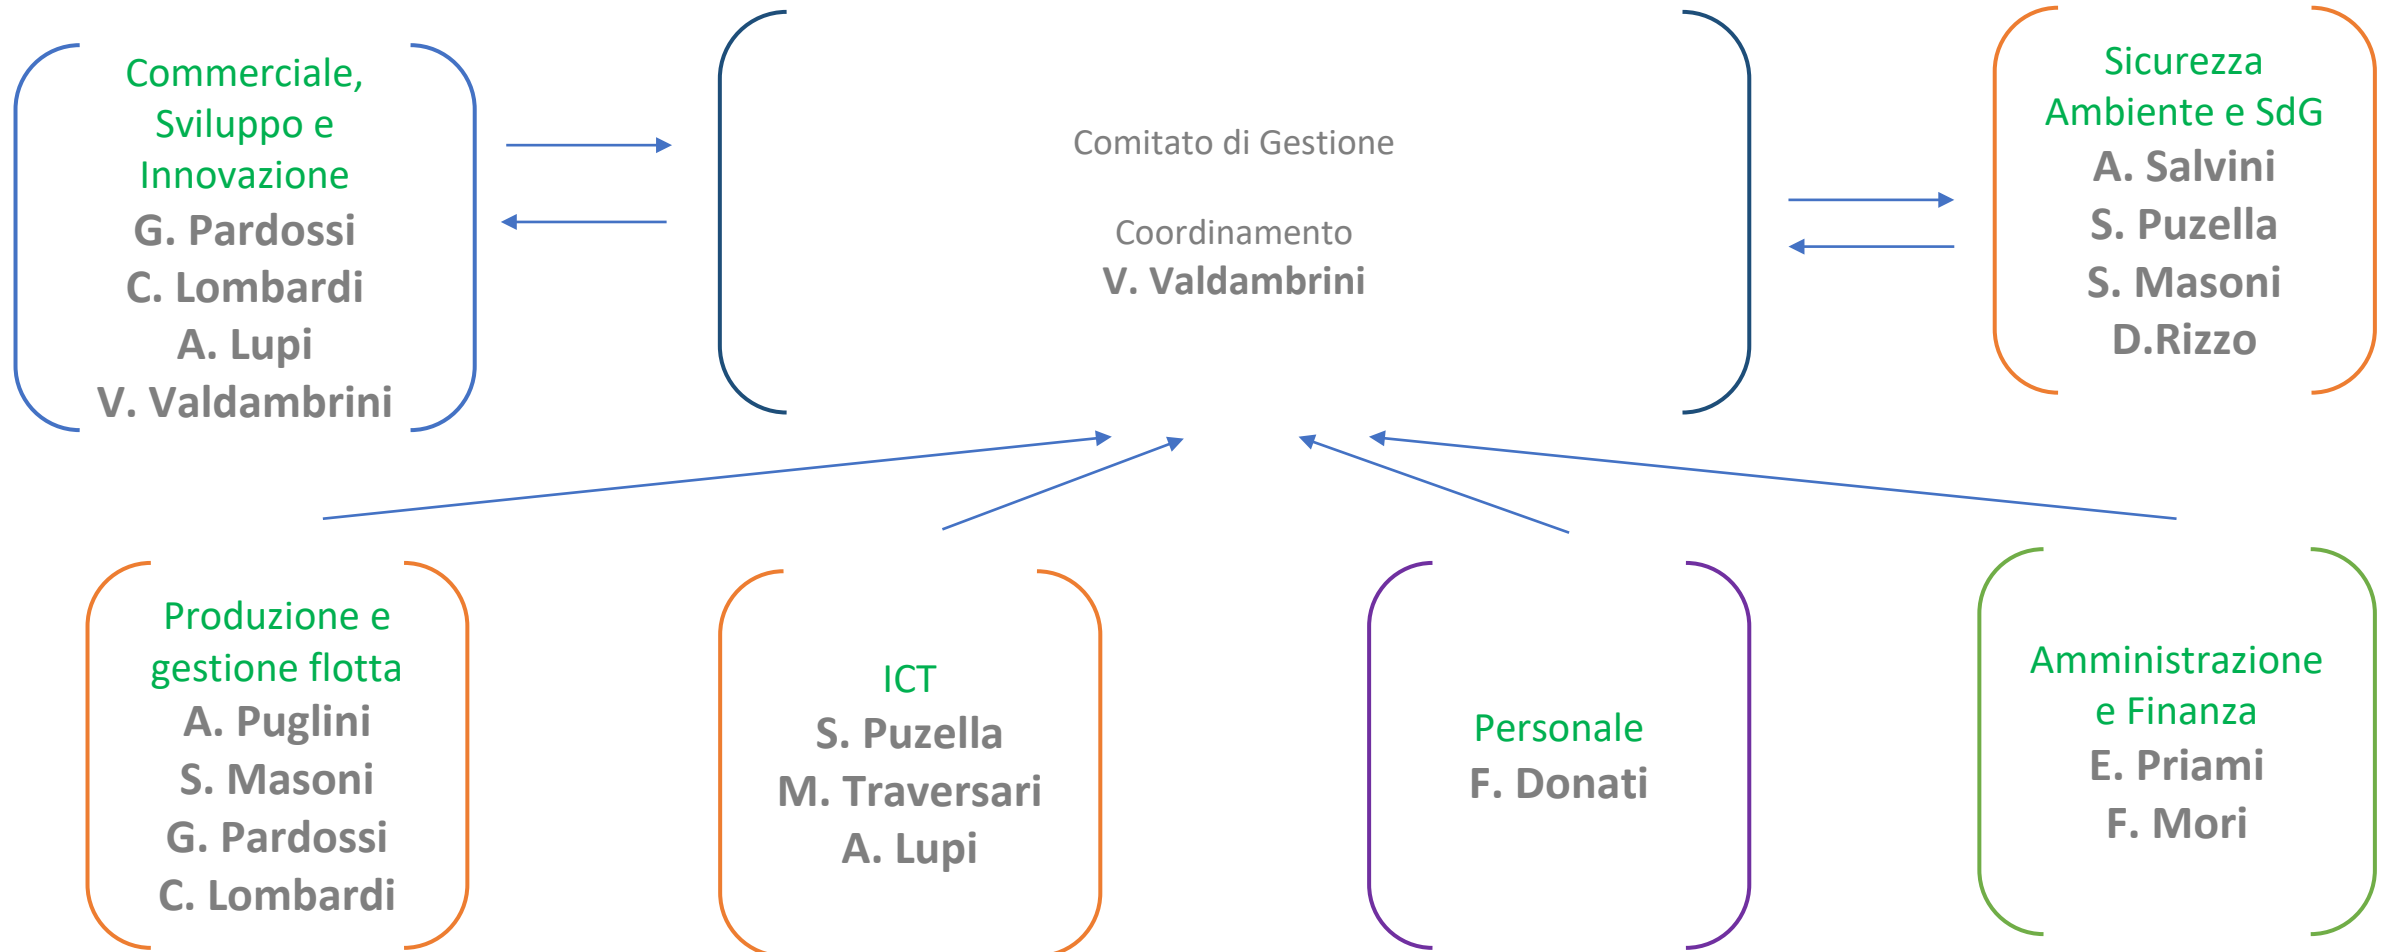 Commerciale,
Sviluppo e
Innovazione
G. Pardossi
C. Lombardi
A. Lupi
V. Valdambrini
Comitato di Gestione
Coordinamento
V. Valdambrini
Sicurezza
Ambiente e SdG
A. Salvini
S. Puzella
S. Masoni
D.Rizzo
Produzione e
gestione flotta
A. Puglini
S. Masoni
G. Pardossi
C. Lombardi
ICT
S. Puzella
M. Traversari
A. Lupi
Personale
F. Donati
Amministrazione
e Finanza
E. Priami
F. Mori